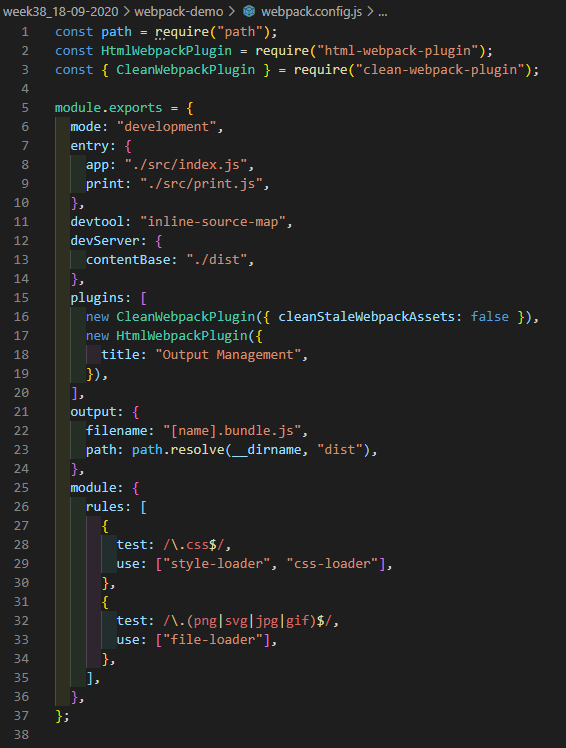 week38_18-09-2020 > webpack-demo > webpack.config.js > ...
1 const path = require("path");
2 const HtmlWebpackPlugin = require("html-webpack-plugin");
3 const { CleanWebpackPlugin } = require("clean-webpack-plugin");
4
5 module.exports = {
6   mode: "development",
7   entry: {
8     app: "./src/index.js",
9     print: "./src/print.js",
10   },
11   devtool: "inline-source-map",
12   devServer: {
13     contentBase: "./dist",
14   },
15   plugins: [
16     new CleanWebpackPlugin({ cleanStaleWebpackAssets: false }),
17     new HtmlWebpackPlugin({
18       title: "Output Management",
19     }),
20   ],
21   output: {
22     filename: "[name].bundle.js",
23     path: path.resolve(__dirname, "dist"),
24   },
25   module: {
26     rules: [
27       {
28         test: /\.css$/,
29         use: ["style-loader", "css-loader"],
30       },
31       {
32         test: /\.(png|svg|jpg|gif)$/,
33         use: ["file-loader"],
34       },
35     ],
36   },
37 };
38